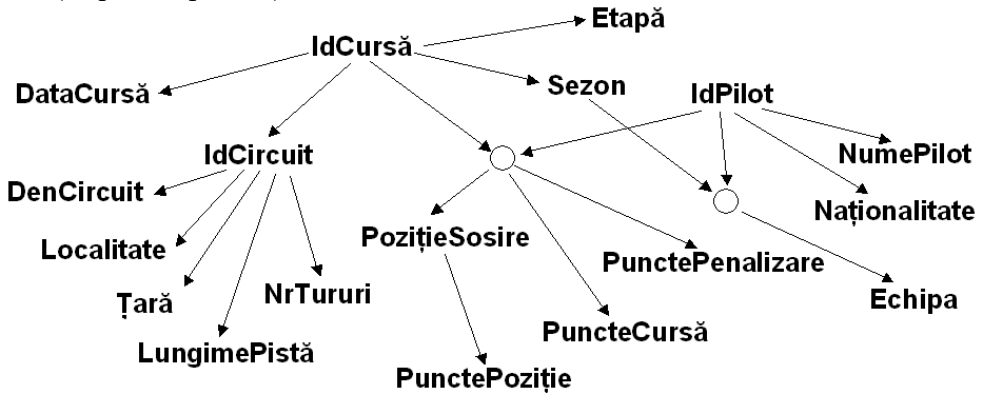 Etapă
IdCursă
DataCursă
Sezon
IdPilot
IdCircuit
NumePilot
DenCircuit
Naționalitate
Localitate
PozițieSosire
PunctePenalizare
Țară
NrTururi
Echipa
PuncteCursă
LungimePistă
PunctePoziție